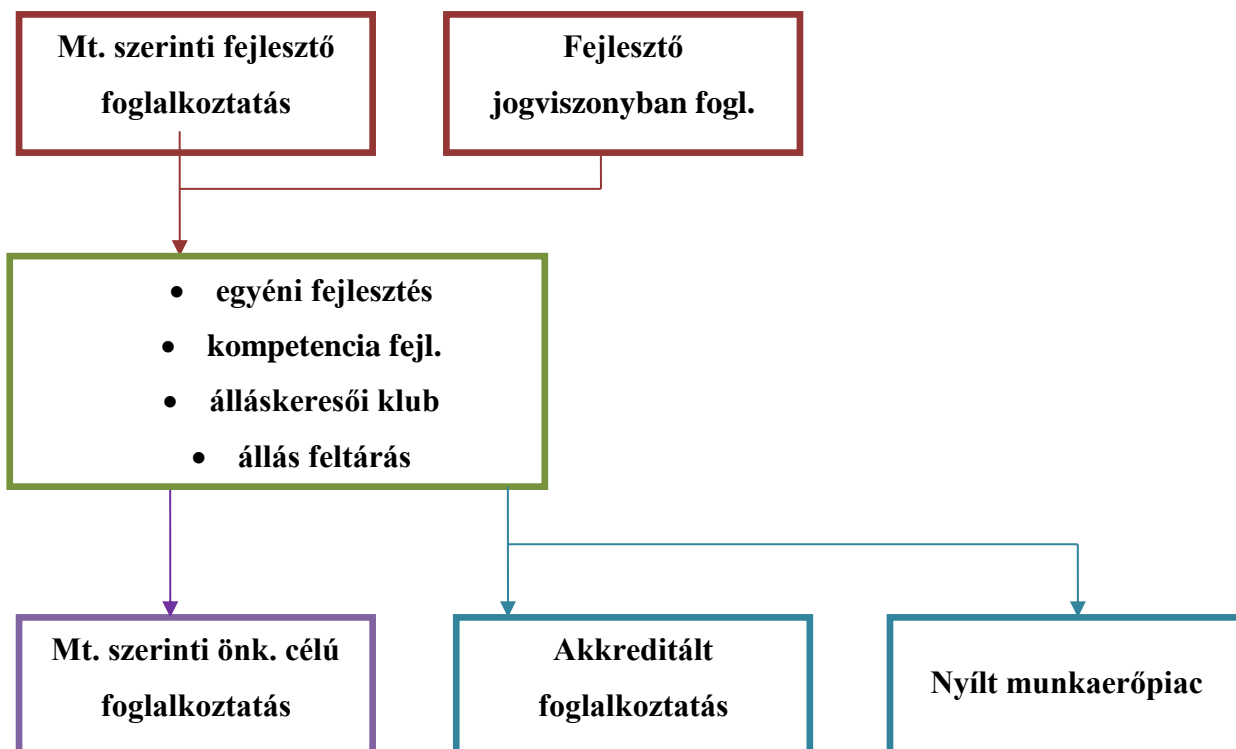 Mt. szerinti fejlesztő
foglalkoztatás
Fejlesztő
jogviszonyban fogl.
• egyéni fejlesztés
• kompetencia fejl.
• álláskeresői klub
• állás feltárás
Mt. szerinti önk. célú
foglalkoztatás
Akkreditált
foglalkoztatás
Nyílt munkaerőpiac